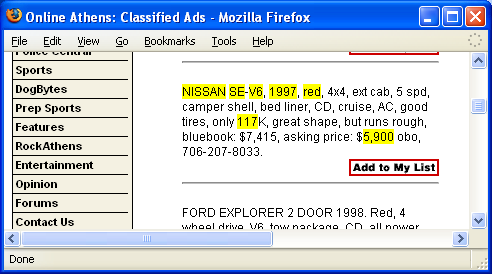 Online Athens: Classified Ads - Mozilla Firefox
File Edit View Go Bookmarks Tools Help
Police Central
Sports
DogBytes
Prep Sports
Features
RockAthens
Entertainment
Opinion
Forums
Contact Us
NISSAN SE-V6, 1997, red, 4x4, ext cab, 5 spd,
camper shell, bed liner, CD, cruise, AC, good
tires, only 117K, great shape, but runs rough,
bluebook: $7,415, asking price: $5,900 obo,
706-207-8033.
Add to My List
FORD EXPLORER 2 DOOR 1998. Red, 4
wheel drive, V6, tow package, CD, all power
Done